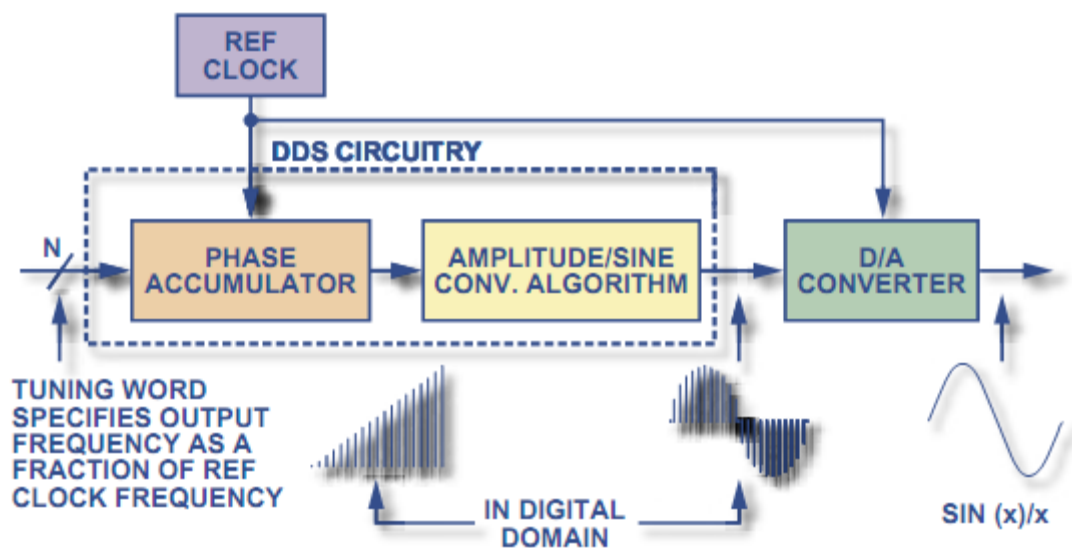 REF
CLOCK
DDS CIRCUITRY
N
PHASE
ACCUMULATOR
AMPLITUDE/SINE
CONV. ALGORITHM
D/A
CONVERTER
TUNING WORD
SPECIFIES OUTPUT
FREQUENCY AS A
FRACTION OF REF
CLOCK FREQUENCY
IN DIGITAL
DOMAIN
SIN (x)/x